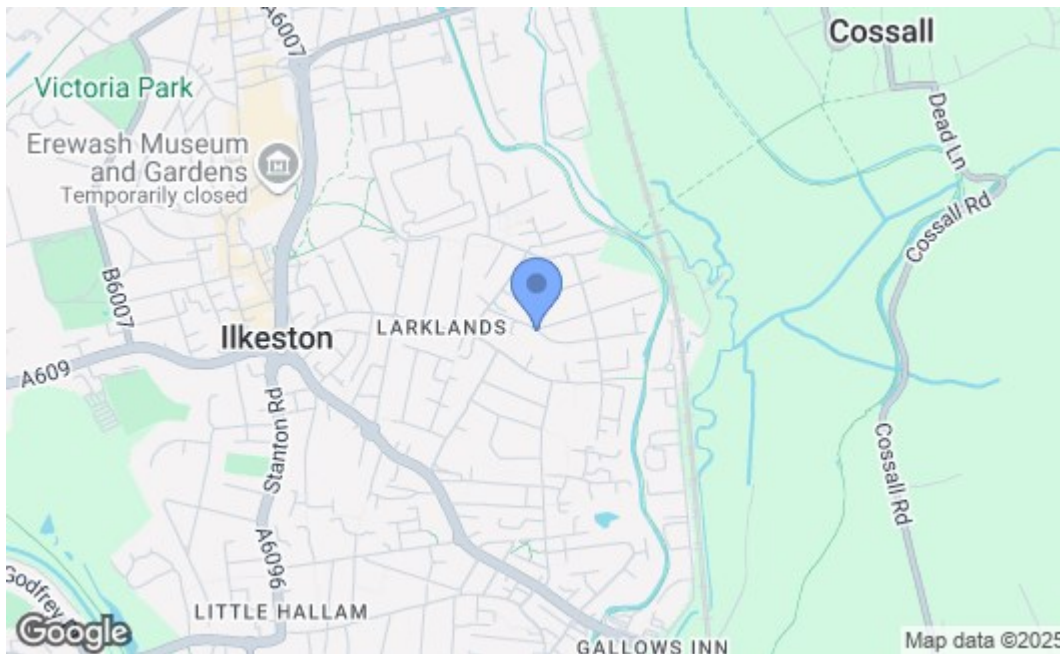 A6007
Cossall
Victoria Park
Dead Ln
Erewash Museum
and Gardens
Temporarily closed
Cossall Rd
B6007
Ilkeston
LARKLANDS
A609
Stanton Rd
Cossall Rd
A6096
Godfrey
LITTLE HALLAM
GALLOWS INN
Google
Map data ©2025